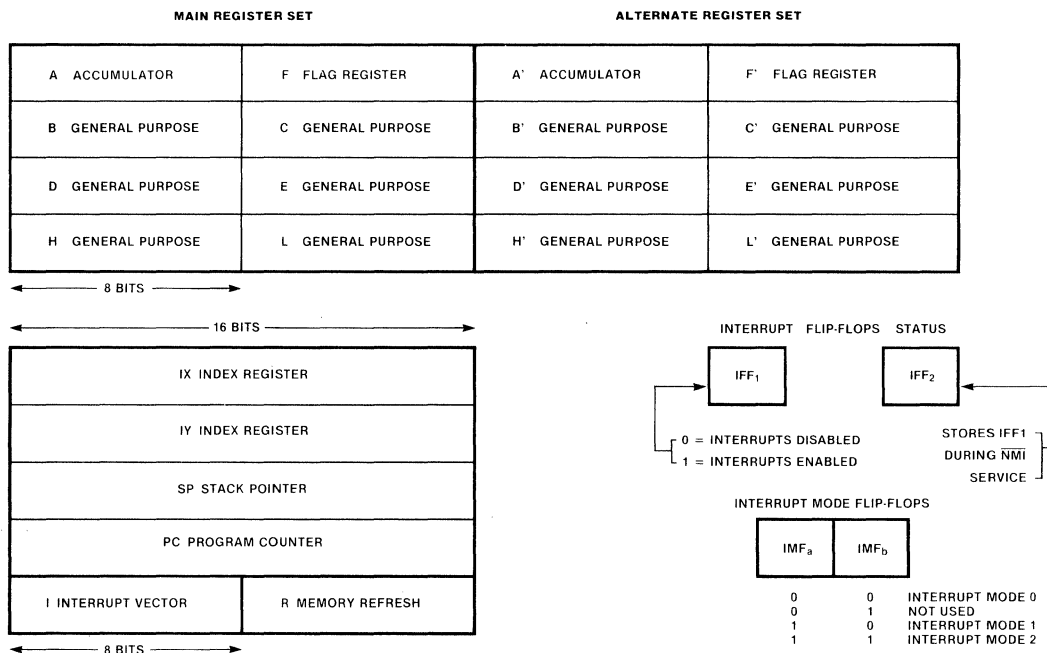 MAIN REGISTER SET ALTERNATE REGISTER SET
A ACCUMULATOR F FLAG REGISTER A' ACCUMULATOR F' FLAG REGISTER
B GENERAL PURPOSE C GENERAL PURPOSE B' GENERAL PURPOSE C' GENERAL PURPOSE
D GENERAL PURPOSE E GENERAL PURPOSE D' GENERAL PURPOSE E' GENERAL PURPOSE
H GENERAL PURPOSE L GENERAL PURPOSE H' GENERAL PURPOSE L' GENERAL PURPOSE
8 BITS
16 BITS
IX INDEX REGISTER
IY INDEX REGISTER
SP STACK POINTER
PC PROGRAM COUNTER
I INTERRUPT VECTOR R MEMORY REFRESH
8 BITS
INTERRUPT FLIP-FLOPS STATUS
IFF₁ IFF₂
0 = INTERRUPTS DISABLED
1 = INTERRUPTS ENABLED
STORES IFF1
DURING N̅M̅I̅
SERVICE
INTERRUPT MODE FLIP-FLOPS
IMFₐ IMF_b
0 0 INTERRUPT MODE 0
0 1 NOT USED
1 0 INTERRUPT MODE 1
1 1 INTERRUPT MODE 2